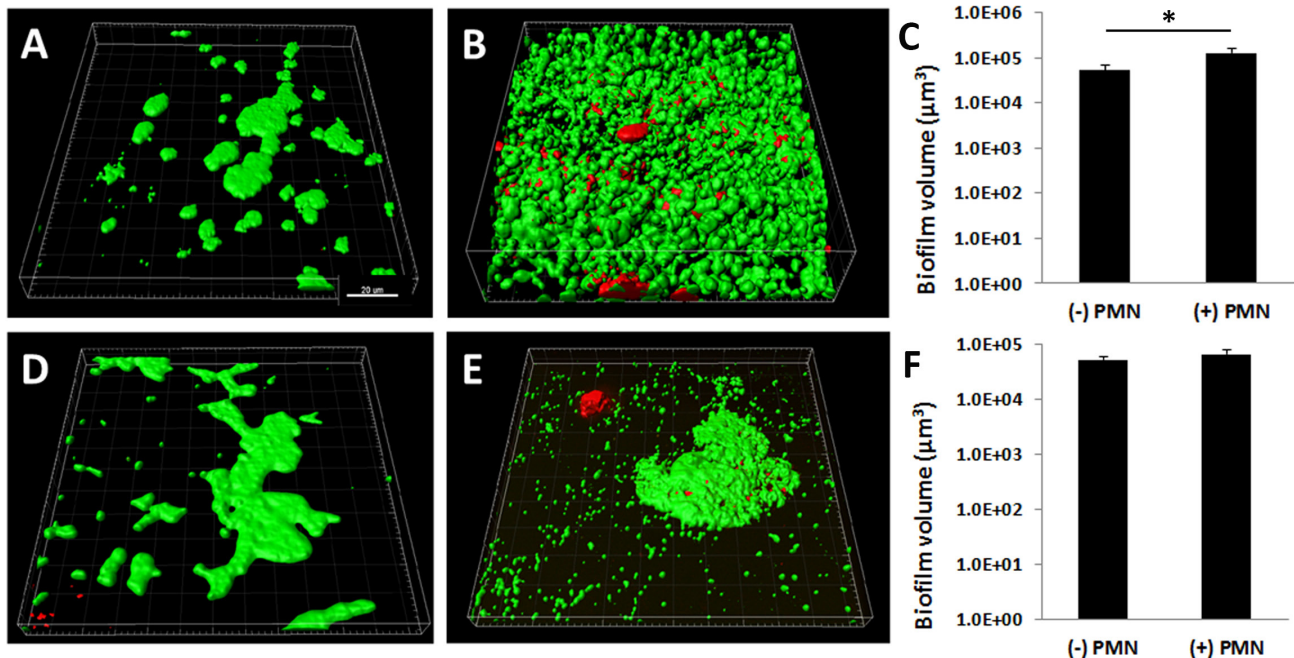 A
20 um
B
C
*
Biofilm volume (µm³)
1.0E+06
1.0E+05
1.0E+04
1.0E+03
1.0E+02
1.0E+01
1.0E+00
(-) PMN (+) PMN
D
E
F
Biofilm volume (µm³)
1.0E+05
1.0E+04
1.0E+03
1.0E+02
1.0E+01
1.0E+00
(-) PMN (+) PMN